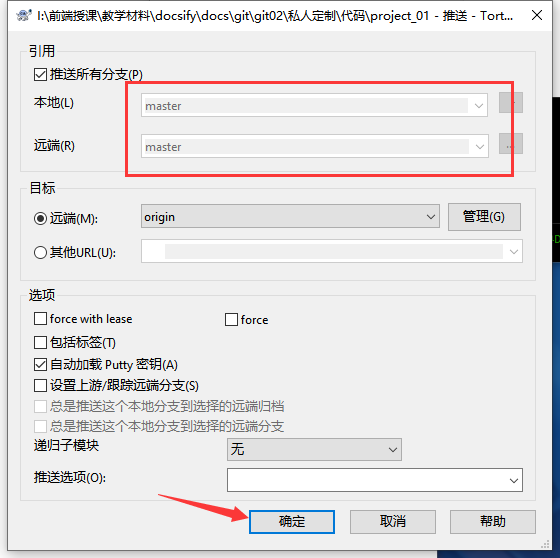 I:\前端授课\教学材料\docsify\docs\git\git02\私人定制\代码\project_01 - 推送 - Tort...
引用
推送所有分支(P)
本地(L)
master
远端(R)
master
...
目标
远端(M):
origin
管理(G)
其他URL(U):
选项
force with lease
force
包括标签(T)
自动加载 Putty 密钥(A)
设置上游/跟踪远端分支(S)
总是推送这个本地分支到选择的远端归档
总是推送这个本地分支到选择的远端分支
递归子模块
无
推送选项(O):
确定
取消
帮助